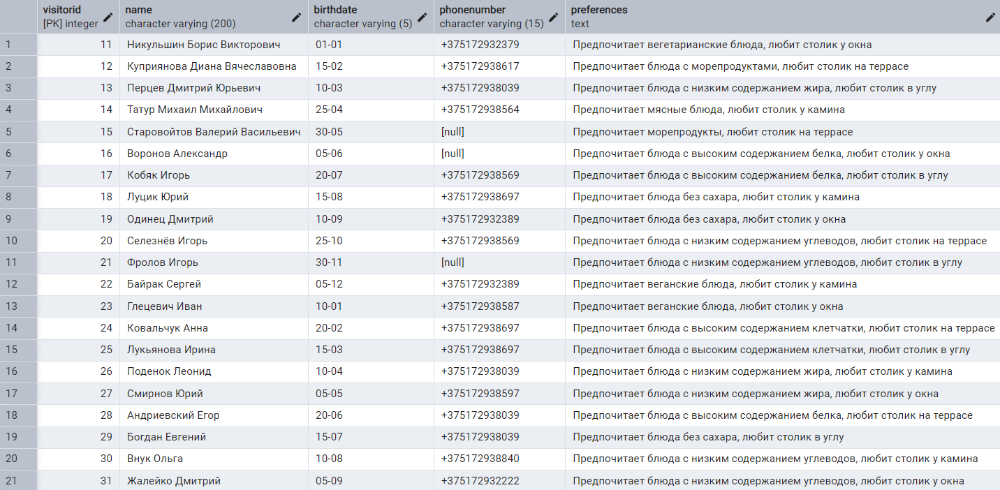 visitorid name birthdate phonenumber preferences
[PK] integer character varying (200) character varying (5) character varying (15) text
1 11 Никульшин Борис Викторович 01-01 +375172932379 Предпочитает вегетарианские блюда, любит столик у окна
2 12 Куприянова Диана Вячеславовна 15-02 +375172938617 Предпочитает блюда с морепродуктами, любит столик на террасе
3 13 Перцев Дмитрий Юрьевич 10-03 +375172938039 Предпочитает блюда с низким содержанием жира, любит столик в углу
4 14 Татур Михаил Михайлович 25-04 +375172938564 Предпочитает мясные блюда, любит столик у камина
5 15 Старовойтов Валерий Васильевич 30-05 [null] Предпочитает морепродукты, любит столик на террасе
6 16 Воронов Александр 05-06 [null] Предпочитает блюда с высоким содержанием белка, любит столик у окна
7 17 Кобяк Игорь 20-07 +375172938569 Предпочитает блюда с высоким содержанием белка, любит столик в углу
8 18 Луцик Юрий 15-08 +375172938697 Предпочитает блюда без сахара, любит столик у камина
9 19 Одинец Дмитрий 10-09 +375172932389 Предпочитает блюда без сахара, любит столик у окна
10 20 Селезнёв Игорь 25-10 +375172938569 Предпочитает блюда с низким содержанием углеводов, любит столик на террасе
11 21 Фролов Игорь 30-11 [null] Предпочитает блюда с низким содержанием углеводов, любит столик в углу
12 22 Байрак Сергей 05-12 +375172932389 Предпочитает веганские блюда, любит столик у камина
13 23 Глецевич Иван 10-01 +375172938587 Предпочитает веганские блюда, любит столик у окна
14 24 Ковальчук Анна 20-02 +375172938697 Предпочитает блюда с высоким содержанием клетчатки, любит столик на террасе
15 25 Лукьянова Ирина 15-03 +375172938697 Предпочитает блюда с высоким содержанием клетчатки, любит столик в углу
16 26 Поденок Леонид 10-04 +375172938039 Предпочитает блюда с низким содержанием жира, любит столик у камина
17 27 Смирнов Юрий 05-05 +375172938597 Предпочитает блюда с низким содержанием жира, любит столик у окна
18 28 Андриевский Егор 20-06 +375172938039 Предпочитает блюда с высоким содержанием белка, любит столик на террасе
19 29 Богдан Евгений 15-07 +375172938039 Предпочитает блюда без сахара, любит столик в углу
20 30 Внук Ольга 10-08 +375172938840 Предпочитает блюда с низким содержанием углеводов, любит столик у камина
21 31 Жалейко Дмитрий 05-09 +375172932222 Предпочитает блюда с низким содержанием углеводов, любит столик у окна